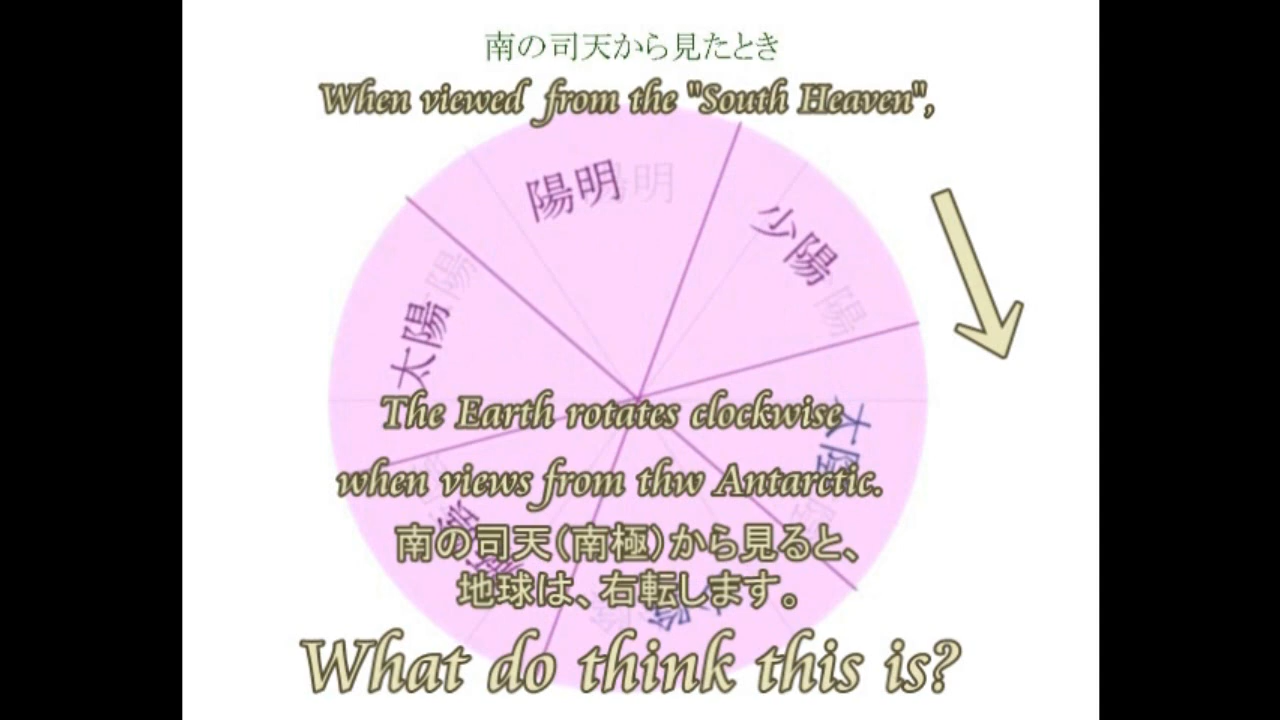 南の司天から見たとき
When viewed from the "South Heaven",
陽明
少陽
太陽
太陰
The Earth rotates clockwise
when views from thw Antarctic.
南の司天(南極)から見ると、
地球は、右転します。
What do think this is?